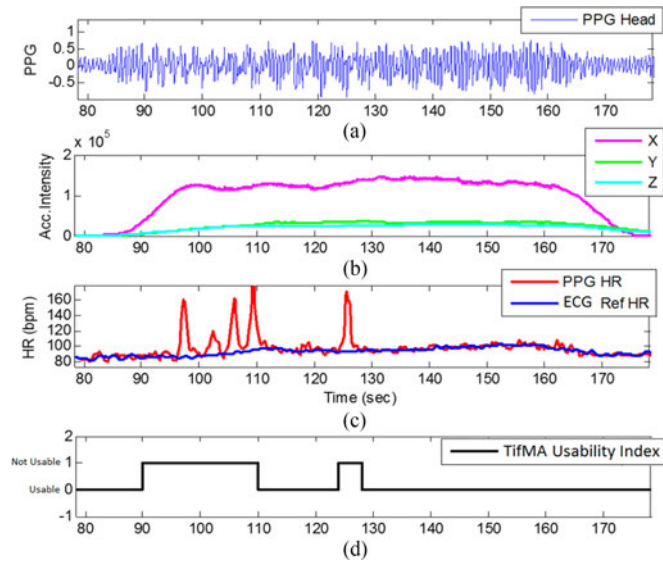 PPG Head
PPG
1
0.5
0
-0.5
80 90 100 110 120 130 140 150 160 170
(a)
x 10^5
X
Y
Z
Acc.Intensity
2
1
0
80 90 100 110 120 130 140 150 160 170
(b)
PPG HR
ECG Ref HR
HR (bpm)
160
140
120
100
80
80 90 100 110 120 130 140 150 160 170
Time (sec)
(c)
TifMA Usability Index
2
Not Usable 1
Usable 0
-1
80 90 100 110 120 130 140 150 160 170
(d)